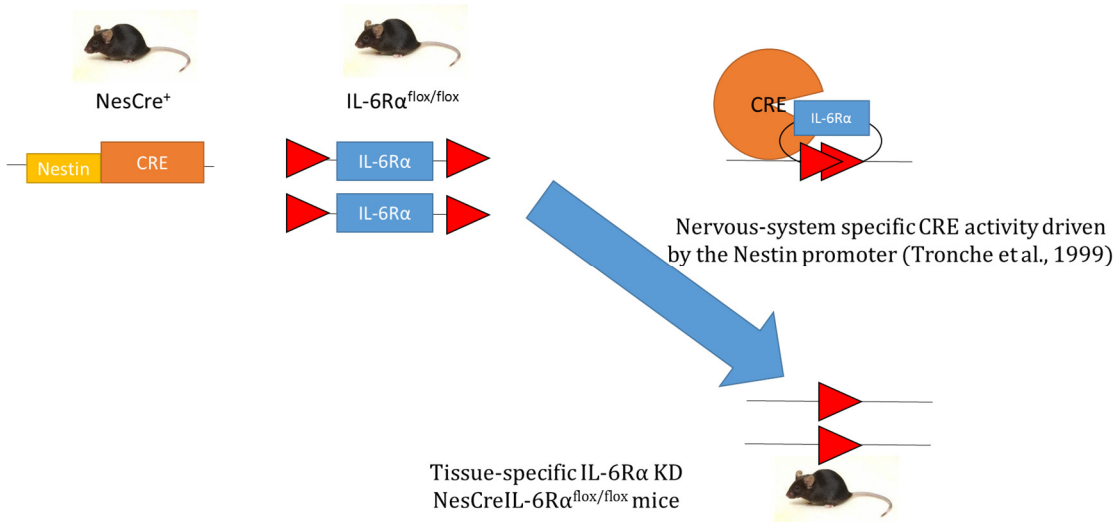 NesCre⁺
IL-6Rα^flox/flox
Nestin
CRE
IL-6Rα
IL-6Rα
CRE
IL-6Rα
Nervous-system specific CRE activity driven
by the Nestin promoter (Tronche et al., 1999)
Tissue-specific IL-6Rα KD
NesCreIL-6Rα^flox/flox mice